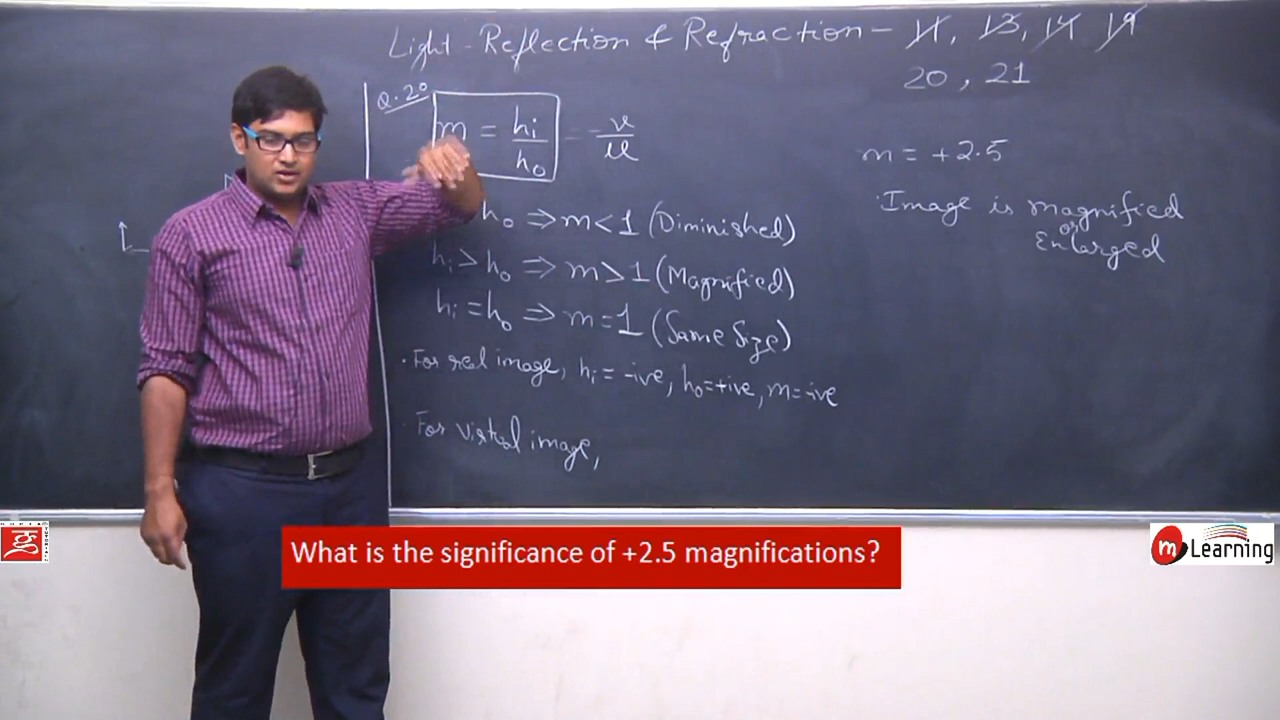 Light - Reflection & Refraction - 11, 13, 14 19
20, 21
Q.20
m = hi/ho = -v/u
m = +2.5
Image is magnified
or
Enlarged
ho ⇒ m < 1 (Diminished)
hi > ho ⇒ m > 1 (Magnified)
hi = ho ⇒ m = 1 (Same Size)
· For real image, hi = -ive, ho = +ive, m = -ive
· For virtual image,
What is the significance of +2.5 magnifications?
m Learning